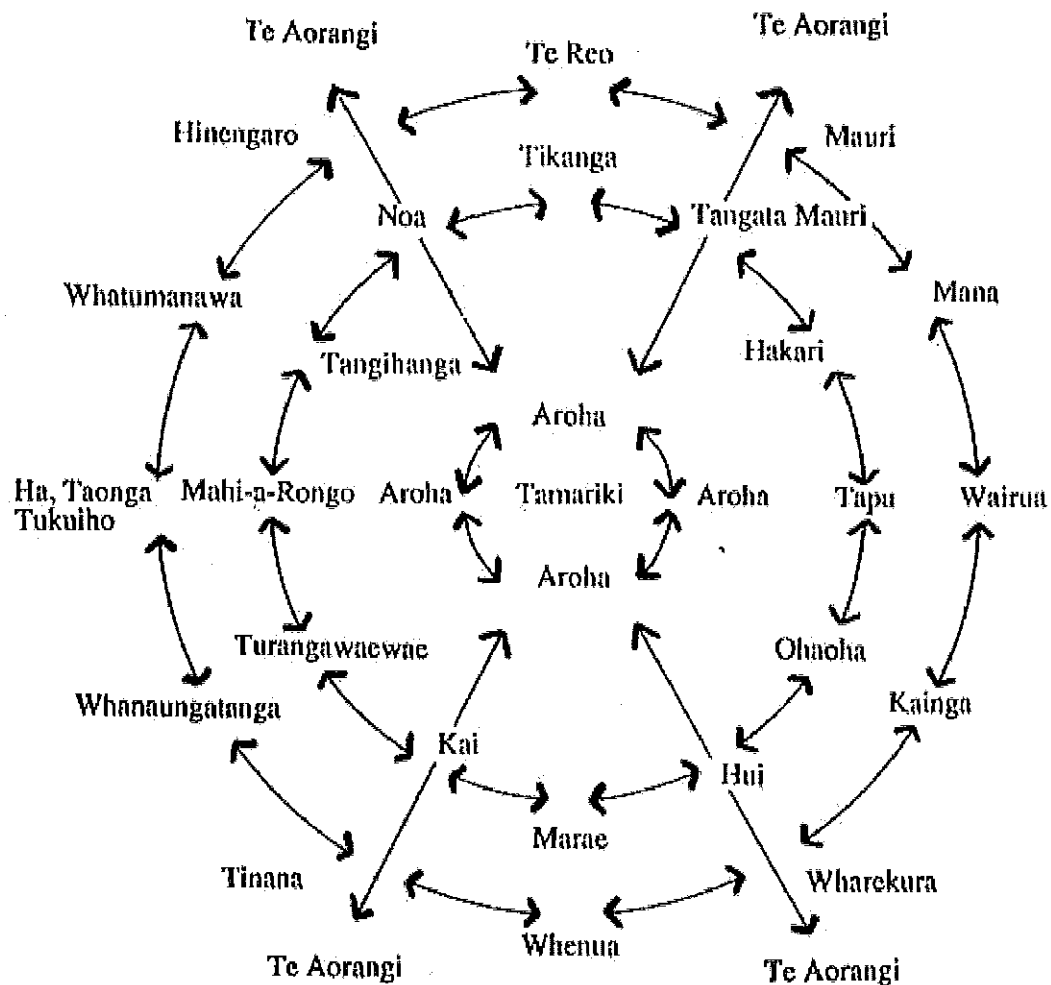 Te Aorangi
Te Aorangi
Te Reo
Hinengaro
Mauri
Tikanga
Noa
Tangata Mauri
Whatumanawa
Mana
Tangihanga
Hakari
Aroha
Ha, Taonga
Tukuiho
Mahi-a-Rongo
Aroha
Tamariki
Aroha
Tapu
Wairua
Aroha
Turangawaewae
Ohaoha
Whanaungatanga
Kainga
Kai
Hui
Marae
Tinana
Wharekura
Whenua
Te Aorangi
Te Aorangi